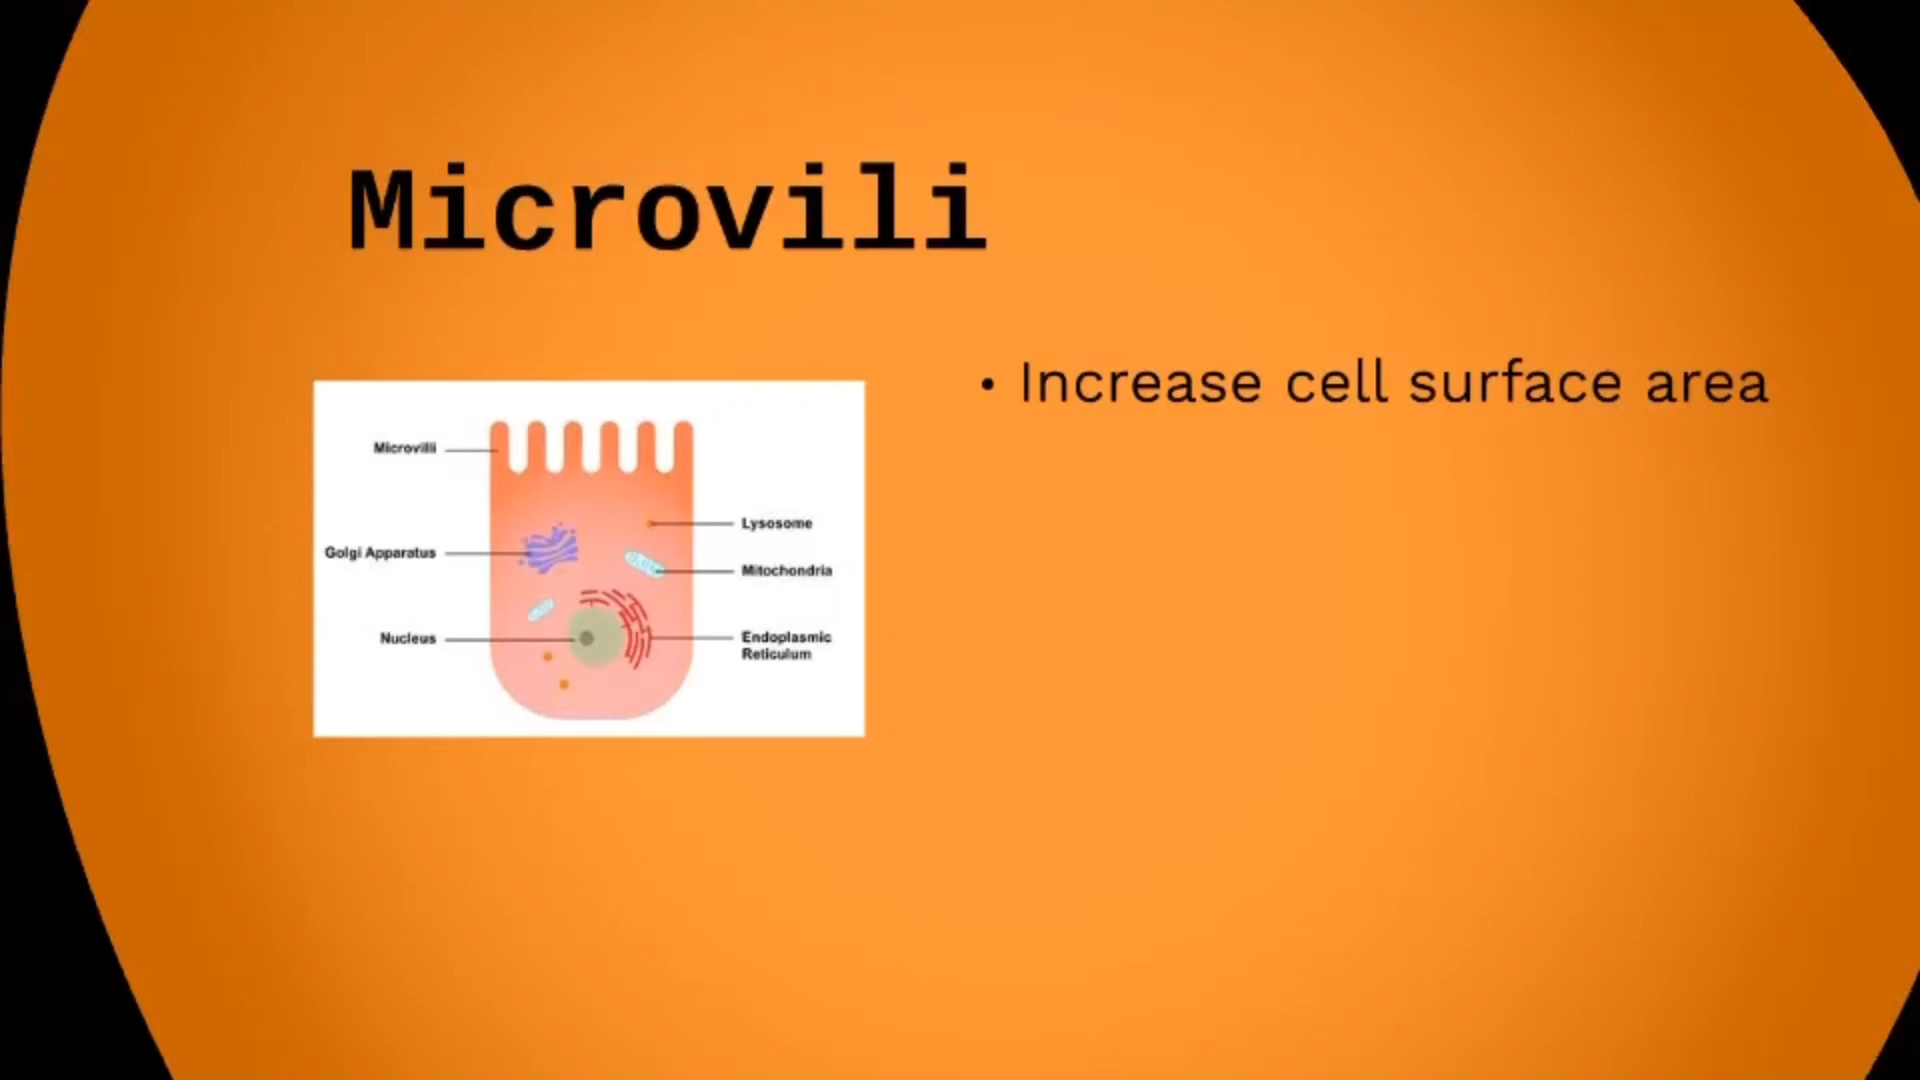 Microvili
• Increase cell surface area
Microvilli
Golgi Apparatus
Nucleus
Lysosome
Mitochondria
Endoplasmic
Reticulum